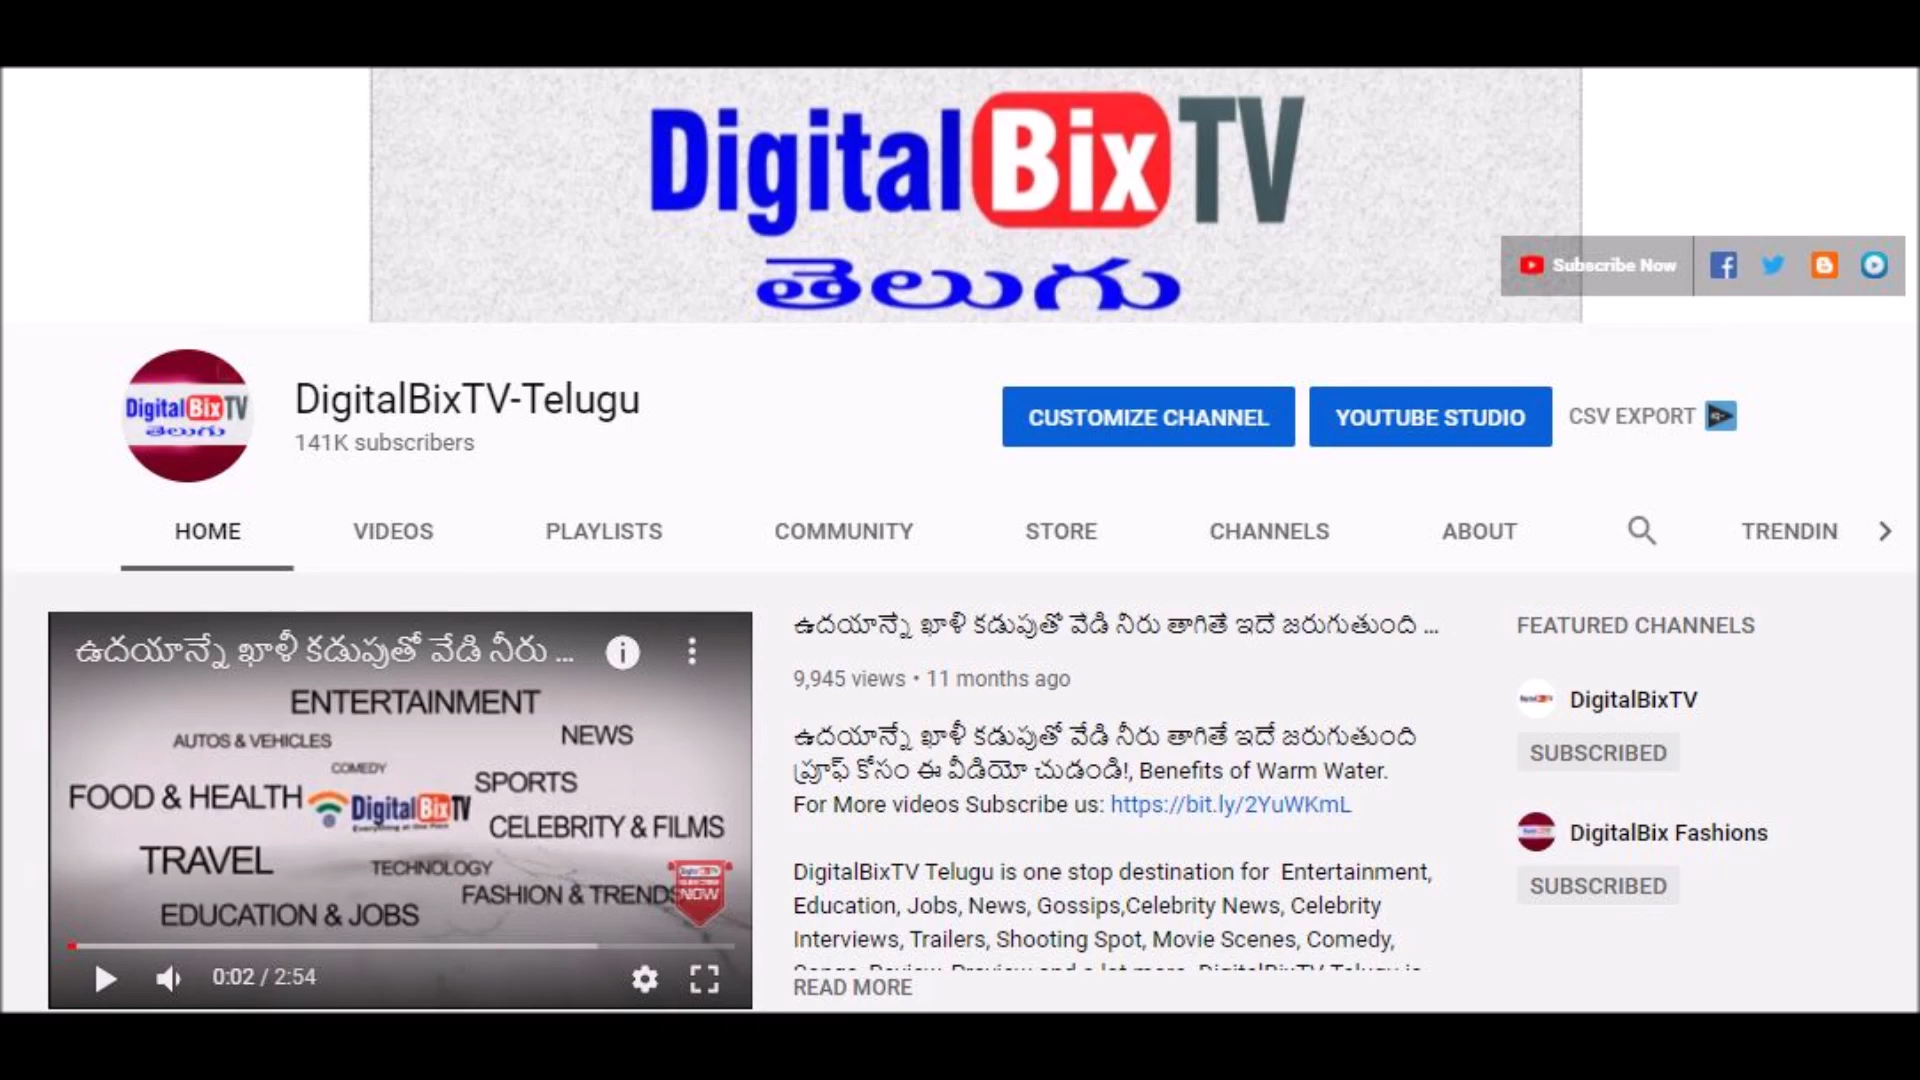 DigitalBixTV
తెలుగు
Subscribe Now
DigitalBixTV
తెలుగు
DigitalBixTV-Telugu
141K subscribers
CUSTOMIZE CHANNEL
YOUTUBE STUDIO
CSV EXPORT
HOME
VIDEOS
PLAYLISTS
COMMUNITY
STORE
CHANNELS
ABOUT
TRENDIN
ఉదయాన్నే ఖాళీ కడుపుతో వేడి నీరు ...
ENTERTAINMENT
AUTOS & VEHICLES
NEWS
COMEDY
FOOD & HEALTH
DigitalBixTV
SPORTS
CELEBRITY & FILMS
TRAVEL
TECHNOLOGY
FASHION & TRENDS
NOW
EDUCATION & JOBS
0:02 / 2:54
ఉదయాన్నే ఖాళీ కడుపుతో వేడి నీరు తాగితే ఇదే జరుగుతుంది ...
9,945 views • 11 months ago
ఉదయాన్నే ఖాళీ కడుపుతో వేడి నీరు తాగితే ఇదే జరుగుతుంది
ప్రూఫ్ కోసం ఈ వీడియో చుడండి!, Benefits of Warm Water.
For More videos Subscribe us: https://bit.ly/2YuWKmL
DigitalBixTV Telugu is one stop destination for Entertainment,
Education, Jobs, News, Gossips,Celebrity News, Celebrity
Interviews, Trailers, Shooting Spot, Movie Scenes, Comedy,
READ MORE
FEATURED CHANNELS
DigitalBixTV
SUBSCRIBED
DigitalBix Fashions
SUBSCRIBED